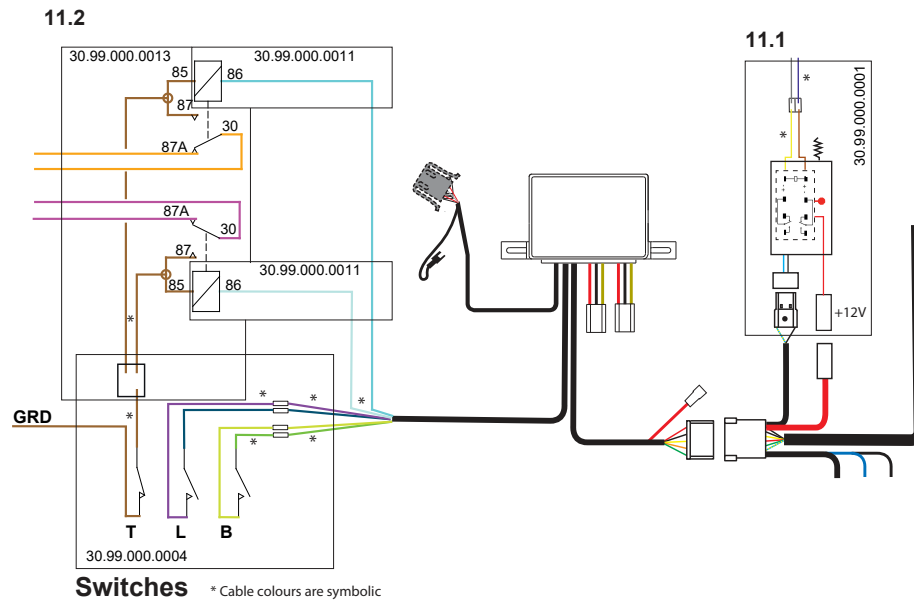 11.2
30.99.000.0013
30.99.000.0011
85
86
87
30
87A
87A
30
87
30.99.000.0011
85
86
*
*
*
*
*
*
*
GRD
T
L
B
30.99.000.0004
Switches
* Cable colours are symbolic
11.1
*
*
30.99.000.0001
+12V